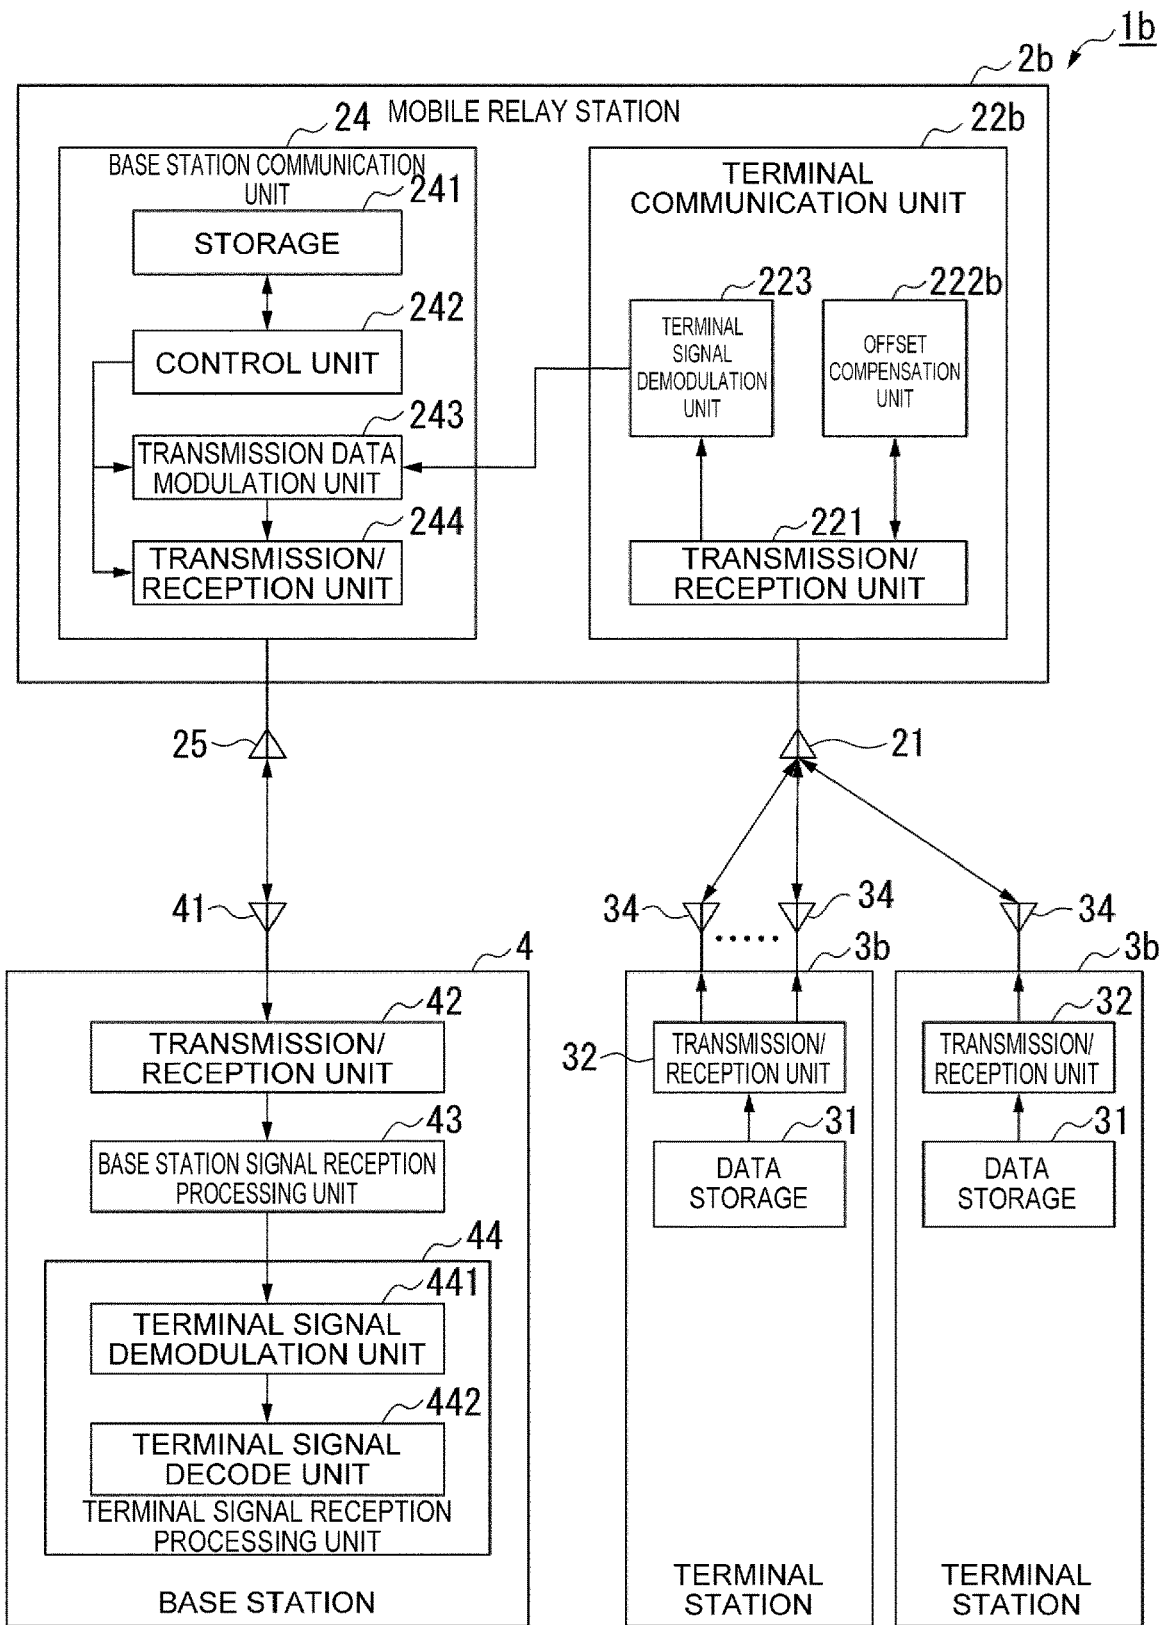 1b
2b
MOBILE RELAY STATION
24
22b
BASE STATION COMMUNICATION
UNIT
241
STORAGE
242
CONTROL UNIT
243
TRANSMISSION DATA
MODULATION UNIT
244
TRANSMISSION/
RECEPTION UNIT
TERMINAL
COMMUNICATION UNIT
223
TERMINAL
SIGNAL
DEMODULATION
UNIT
222b
OFFSET
COMPENSATION
UNIT
221
TRANSMISSION/
RECEPTION UNIT
25
21
41
34
34
34
4
42
TRANSMISSION/
RECEPTION UNIT
43
BASE STATION SIGNAL RECEPTION
PROCESSING UNIT
44
441
TERMINAL SIGNAL
DEMODULATION UNIT
442
TERMINAL SIGNAL
DECODE UNIT
TERMINAL SIGNAL RECEPTION
PROCESSING UNIT
BASE STATION
3b
32
TRANSMISSION/
RECEPTION UNIT
31
DATA
STORAGE
TERMINAL
STATION
3b
32
TRANSMISSION/
RECEPTION UNIT
31
DATA
STORAGE
TERMINAL
STATION